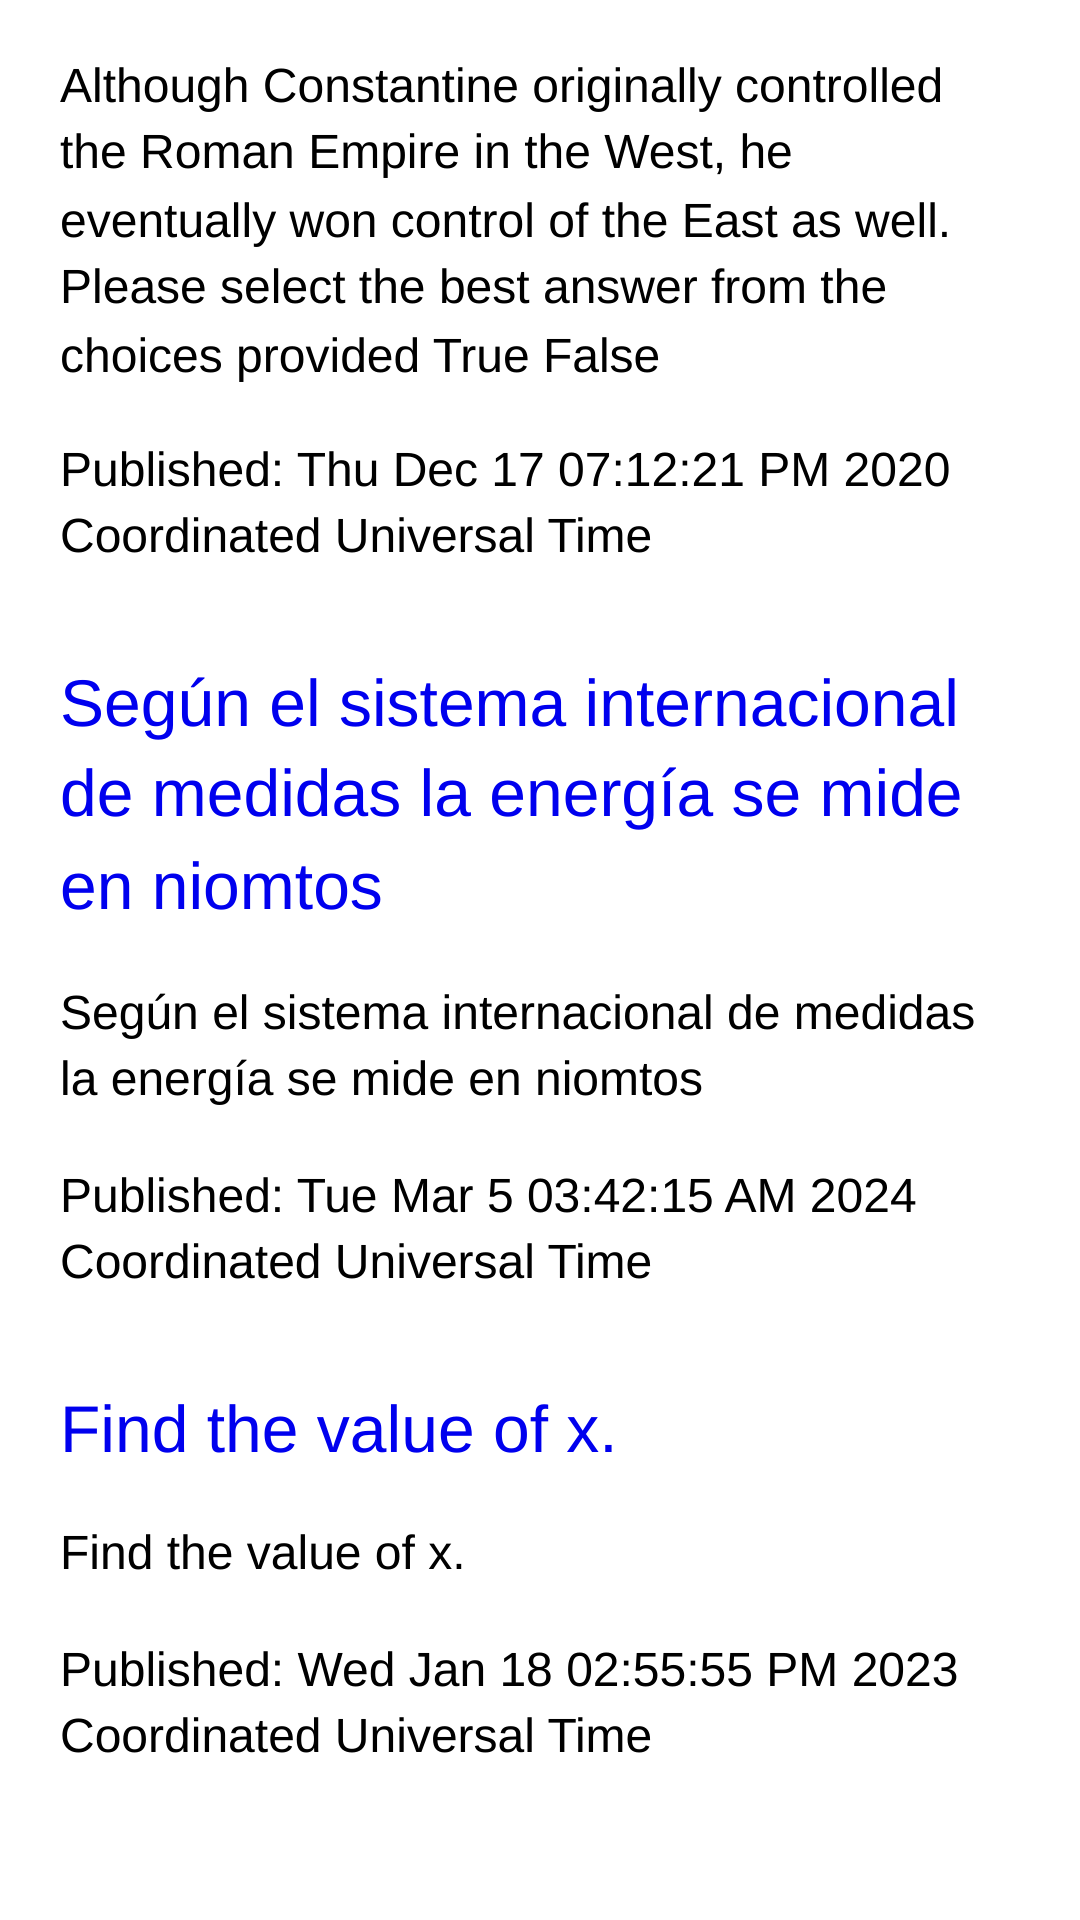 Although Constantine originally controlled
the Roman Empire in the West, he
eventually won control of the East as well.
Please select the best answer from the
choices provided True False
Published: Thu Dec 17 07:12:21 PM 2020
Coordinated Universal Time
Según el sistema internacional
de medidas la energía se mide
en niomtos
Según el sistema internacional de medidas
la energía se mide en niomtos
Published: Tue Mar 5 03:42:15 AM 2024
Coordinated Universal Time
Find the value of x.
Find the value of x.
Published: Wed Jan 18 02:55:55 PM 2023
Coordinated Universal Time